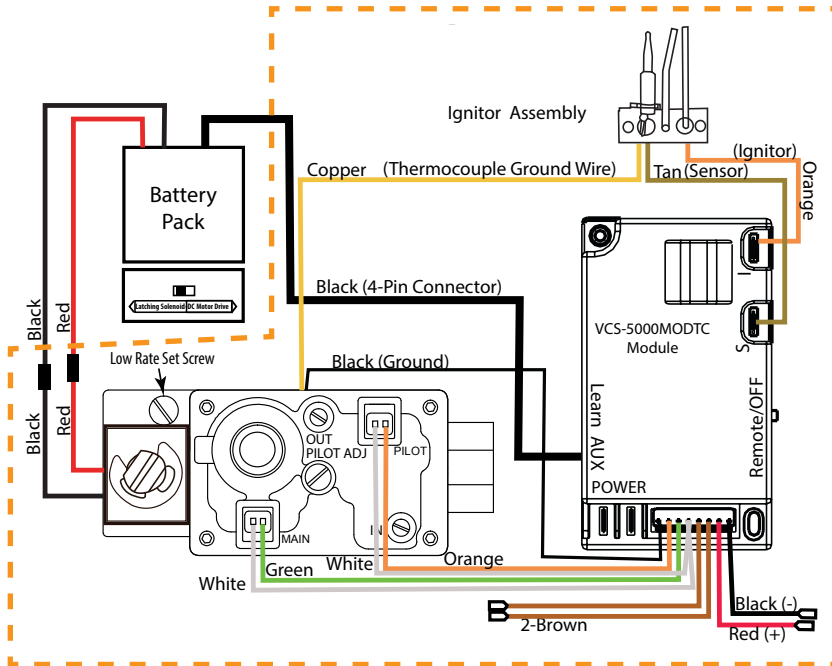 Ignitor Assembly
(Ignitor)
Copper
(Thermocouple Ground Wire)
Tan
(Sensor)
Orange
Battery
Pack
I
Black (4-Pin Connector)
Latching Solenoid
DC Motor Drive
Black
Red
S
VCS-5000MODTC
Module
Low Rate Set Screw
Black (Ground)
Learn
AUX
Remote/OFF
Black
Red
OUT
PILOT ADJ
PILOT
POWER
MAIN
IN
White
Green
White
Orange
2-Brown
Black (-)
Red (+)